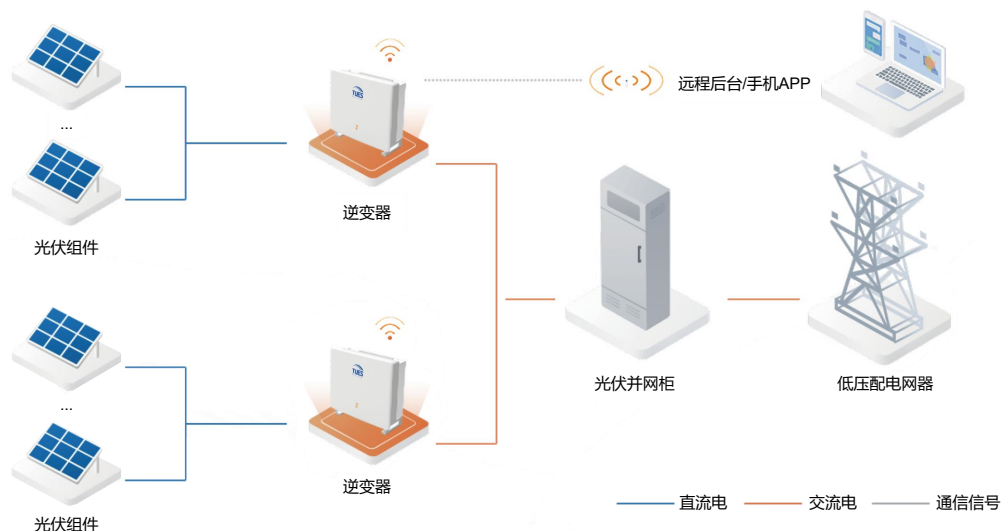 TUES
远程后台/手机APP
...
逆变器
光伏组件
TUES
...
光伏并网柜
低压配电网器
逆变器
直流电
交流电
通信信号
光伏组件